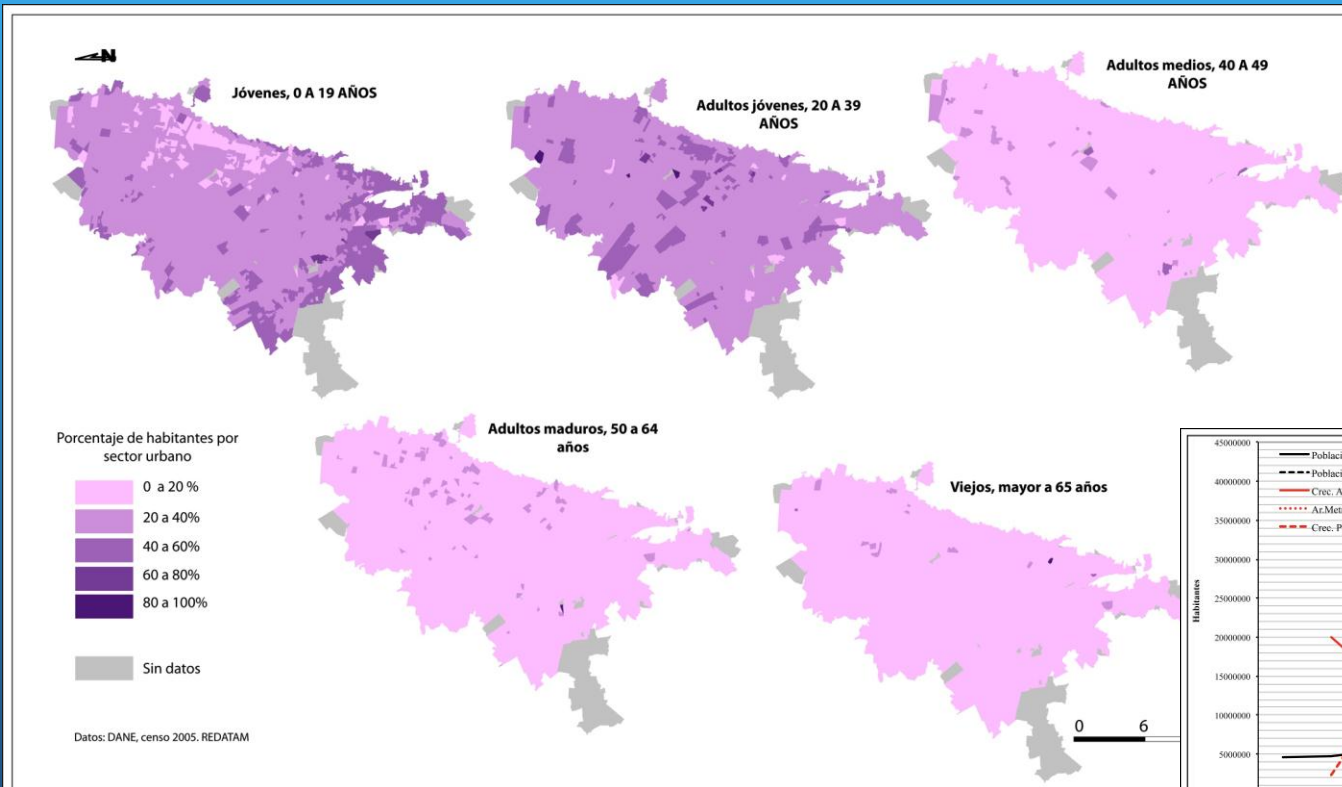 N
Jóvenes, 0 A 19 AÑOS
Adultos jóvenes, 20 A 39
AÑOS
Adultos medios, 40 A 49
AÑOS
Adultos maduros, 50 a 64
años
Viejos, mayor a 65 años
Porcentaje de habitantes por
sector urbano
0 a 20 %
20 a 40%
40 a 60%
60 a 80%
80 a 100%
Sin datos
Datos: DANE, censo 2005. REDATAM
0 6
45000000
40000000
35000000
30000000
25000000
20000000
15000000
10000000
5000000
Habitantes
Crec.
Crec.